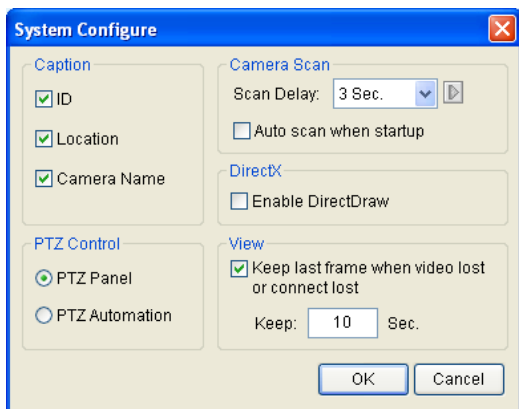 System Configure
Caption
ID
Location
Camera Name
Camera Scan
Scan Delay: 3 Sec.
Auto scan when startup
DirectX
Enable DirectDraw
PTZ Control
PTZ Panel
PTZ Automation
View
Keep last frame when video lost
or connect lost
Keep: 10 Sec.
OK Cancel